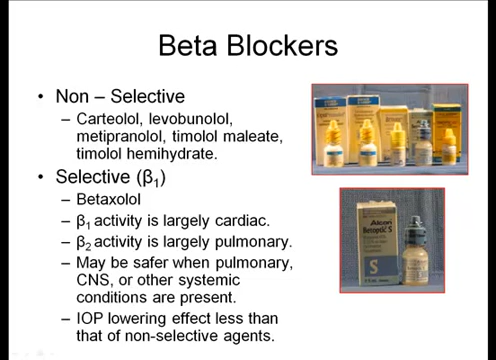 Beta Blockers
• Non – Selective
– Carteolol, levobunolol,
metipranolol, timolol maleate,
timolol hemihydrate.
• Selective (β1)
– Betaxolol
– β1 activity is largely cardiac.
– β2 activity is largely pulmonary.
– May be safer when pulmonary,
CNS, or other systemic
conditions are present.
– IOP lowering effect less than
that of non-selective agents.
Alcon
Betoptic S
S